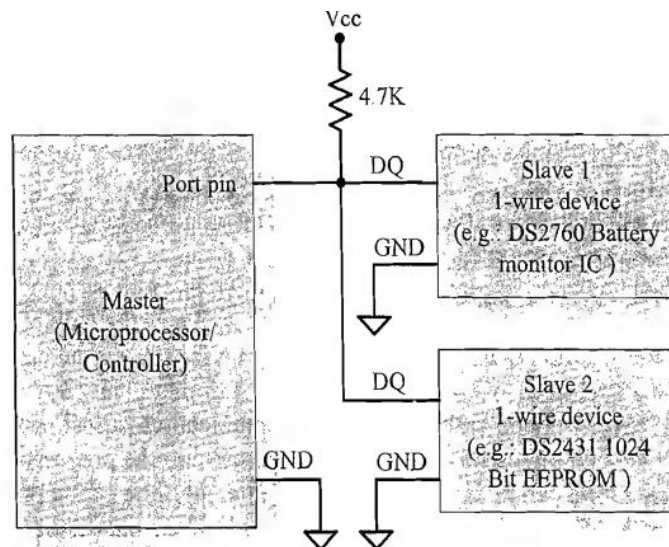 Vcc
4.7K
Port pin
DQ
Slave 1
1-wire device
(e.g.: DS2760 Battery
monitor IC )
GND
Master
(Microprocessor/
Controller)
DQ
Slave 2
1-wire device
(e.g.: DS2431 1024
Bit EEPROM )
GND
GND